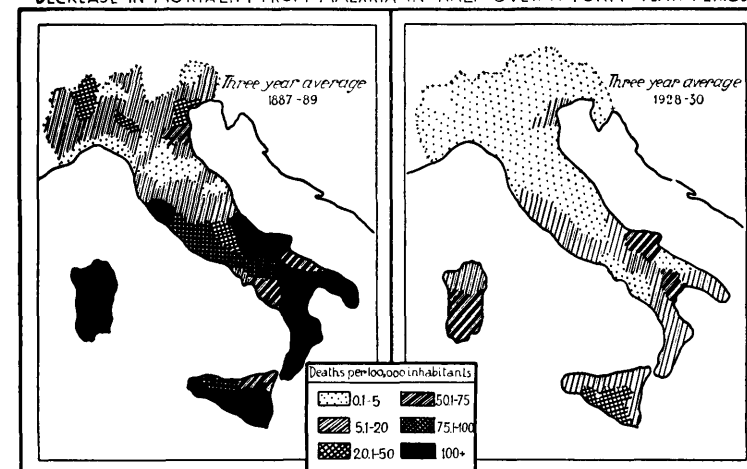 DECREASE IN MORTALITY FROM MALARIA IN ITALY OVER A FORTY YEAR PERIOD
Three year average
1887-89
Three year average
1928-30
Deaths per 100,000 inhabitants
0.1-5
50.1-75
5.1-20
75.1-100
20.1-50
100+